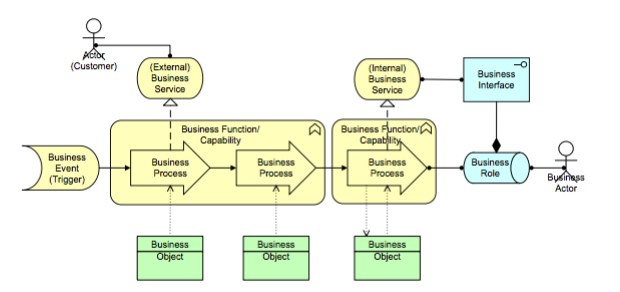 Actor
(Customer)
(External)
Business
Service
(Internal)
Business
Service
Business
Interface
Business Function/
Capability
Business Function/
Capability
Business
Event
(Trigger)
Business
Process
Business
Process
Business
Process
Business
Role
Business
Actor
Business
Object
Business
Object
Business
Object